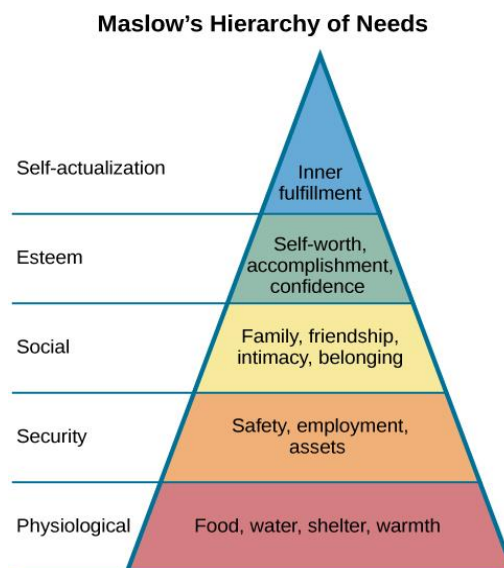 Maslow’s Hierarchy of Needs
Self-actualization
Inner
fulfillment
Esteem
Self-worth,
accomplishment,
confidence
Social
Family, friendship,
intimacy, belonging
Security
Safety, employment,
assets
Physiological
Food, water, shelter, warmth